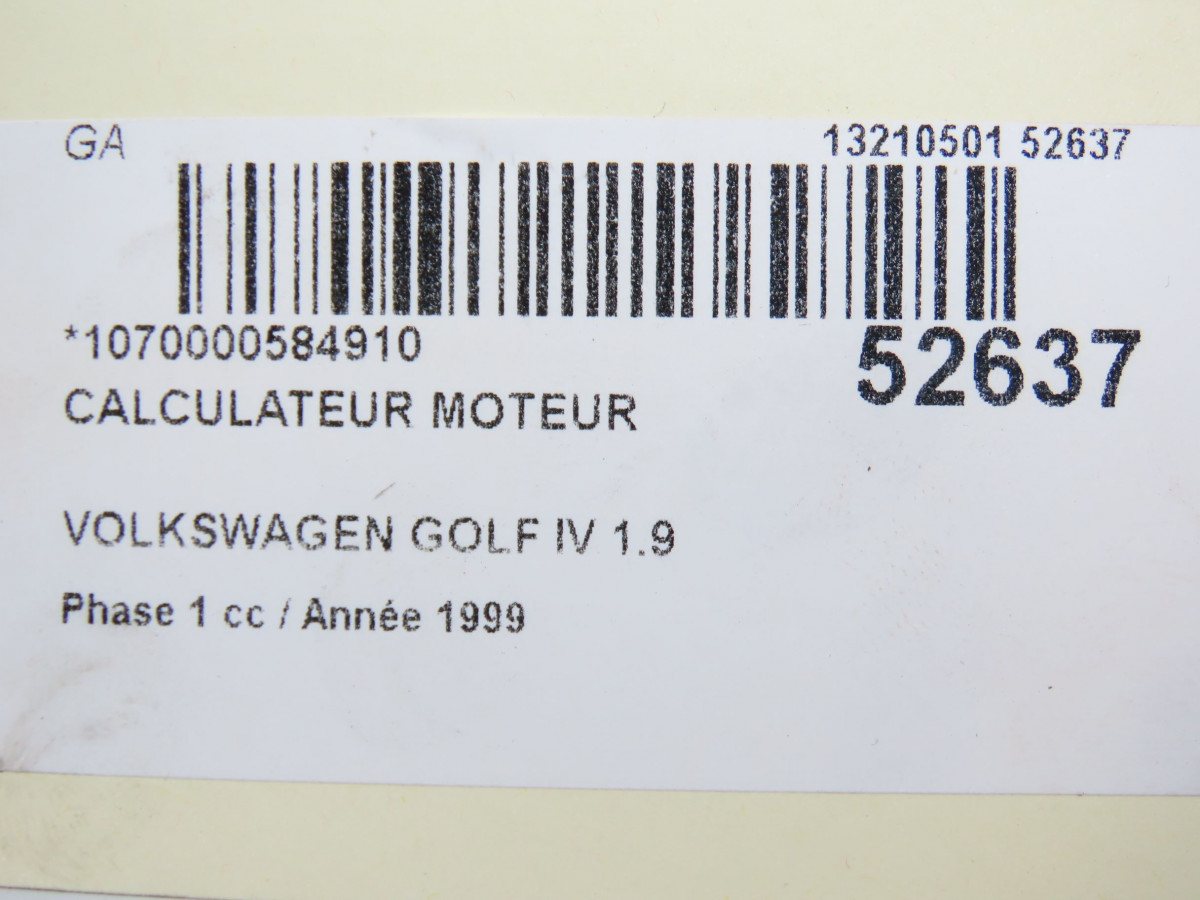 GA 13210501 52637
*1070000584910
52637
CALCULATEUR MOTEUR
VOLKSWAGEN GOLF IV 1.9
Phase 1 cc / Année 1999